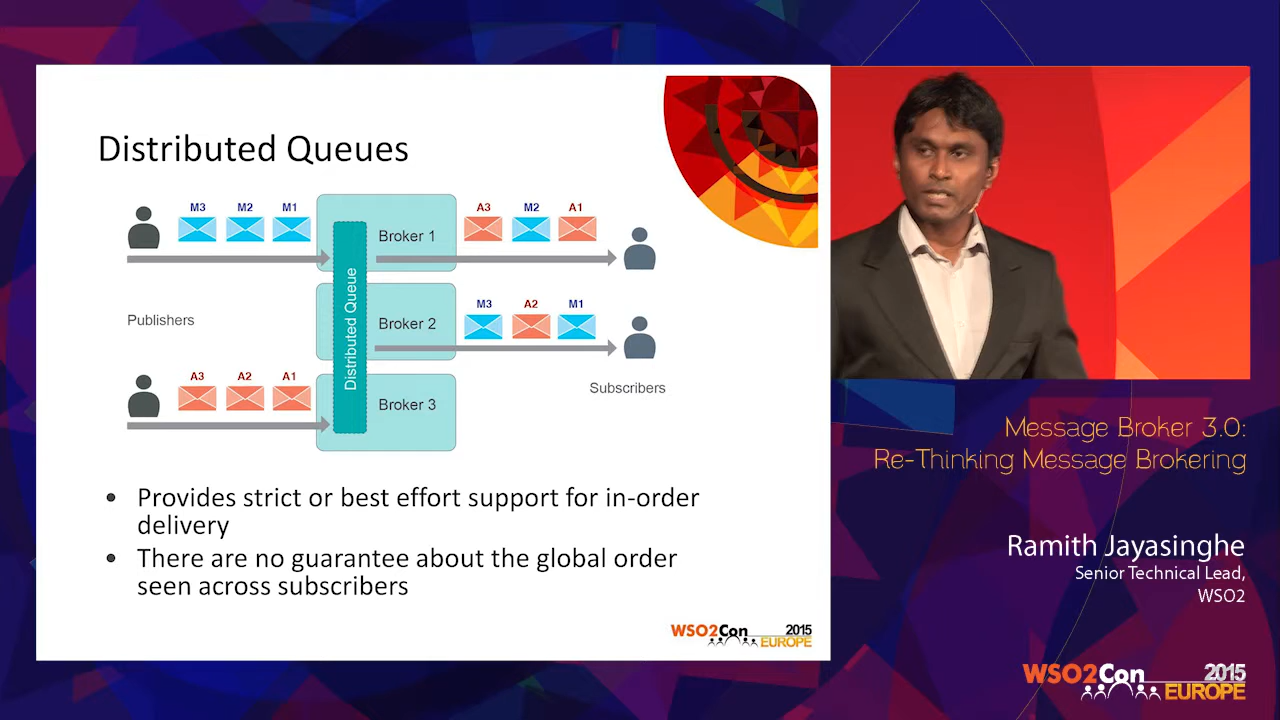 Distributed Queues
M3 M2 M1
Broker 1
A3 M2 A1
Publishers
Distributed Queue
Broker 2
M3 A2 M1
A3 A2 A1
Broker 3
Subscribers
• Provides strict or best effort support for in-order
delivery
• There are no guarantee about the global order
seen across subscribers
WSO2Con 2015
EUROPE
Message Broker 3.0:
Re-Thinking Message Brokering
Ramith Jayasinghe
Senior Technical Lead,
WSO2
WSO2Con 2015
EUROPE